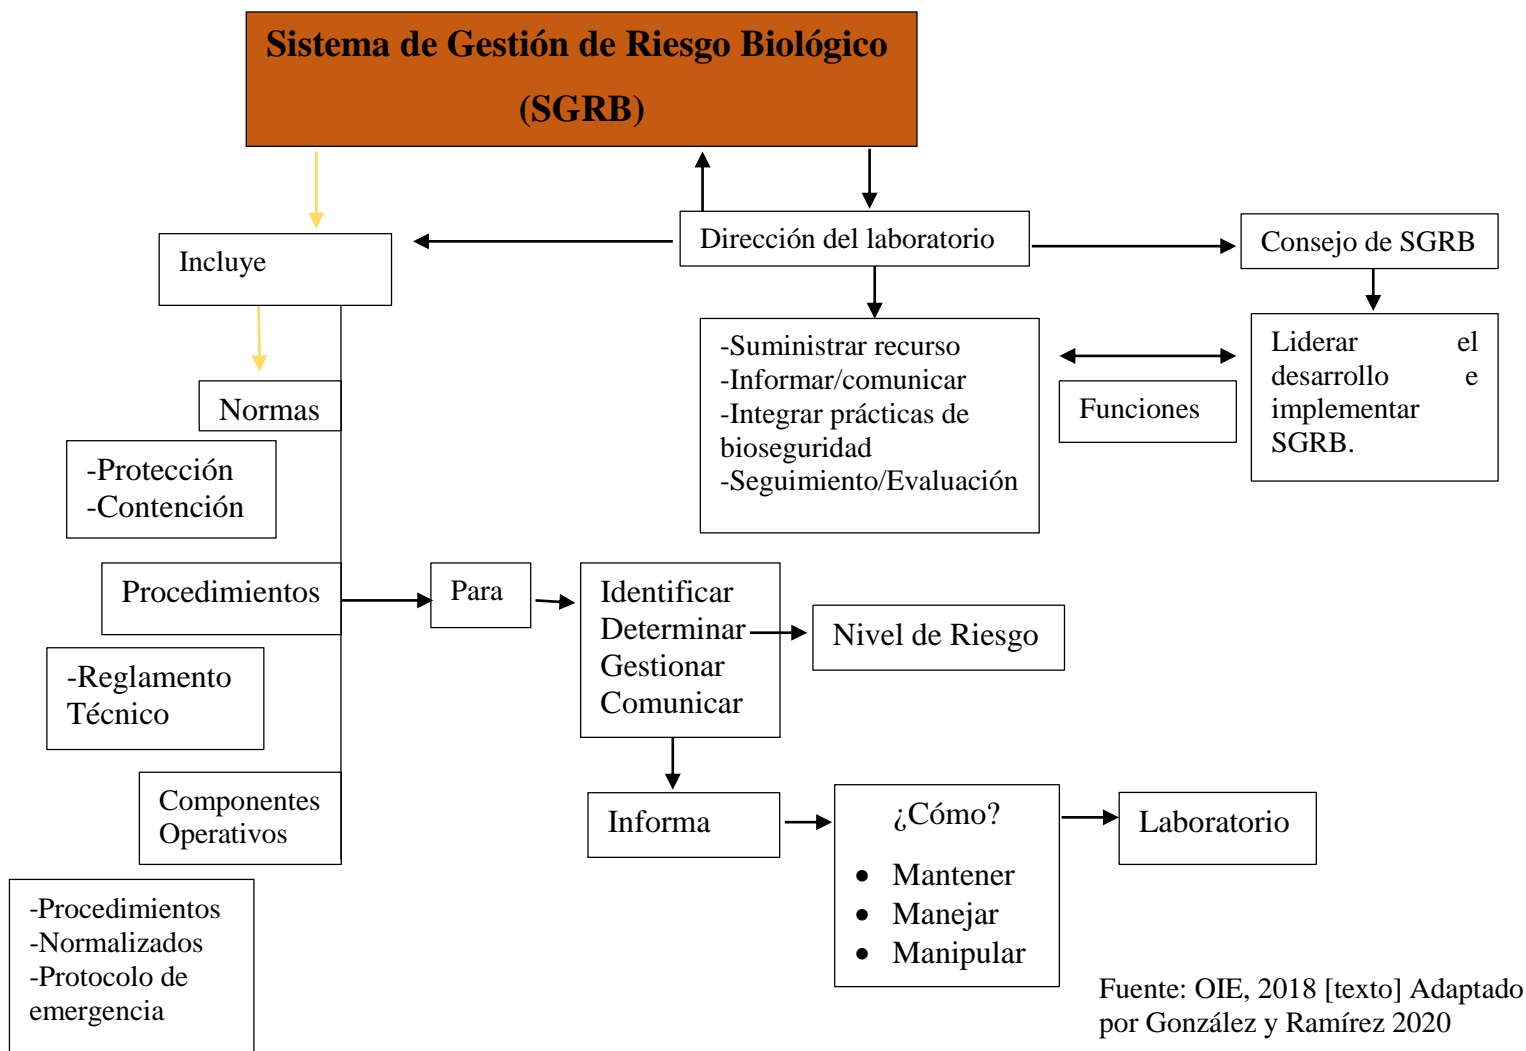 Sistema de Gestión de Riesgo Biológico
(SGRB)
Incluye
Dirección del laboratorio
Consejo de SGRB
-Suministrar recurso
-Informar/comunicar
-Integrar prácticas de
bioseguridad
-Seguimiento/Evaluación
Funciones
Liderar el
desarrollo e
implementar
SGRB.
Normas
-Protección
-Contención
Procedimientos
Para
Identificar
Determinar
Gestionar
Comunicar
Nivel de Riesgo
-Reglamento
Técnico
Componentes
Operativos
Informa
¿Cómo?
• Mantener
• Manejar
• Manipular
Laboratorio
-Procedimientos
-Normalizados
-Protocolo de
emergencia
Fuente: OIE, 2018 [texto] Adaptado
por González y Ramírez 2020